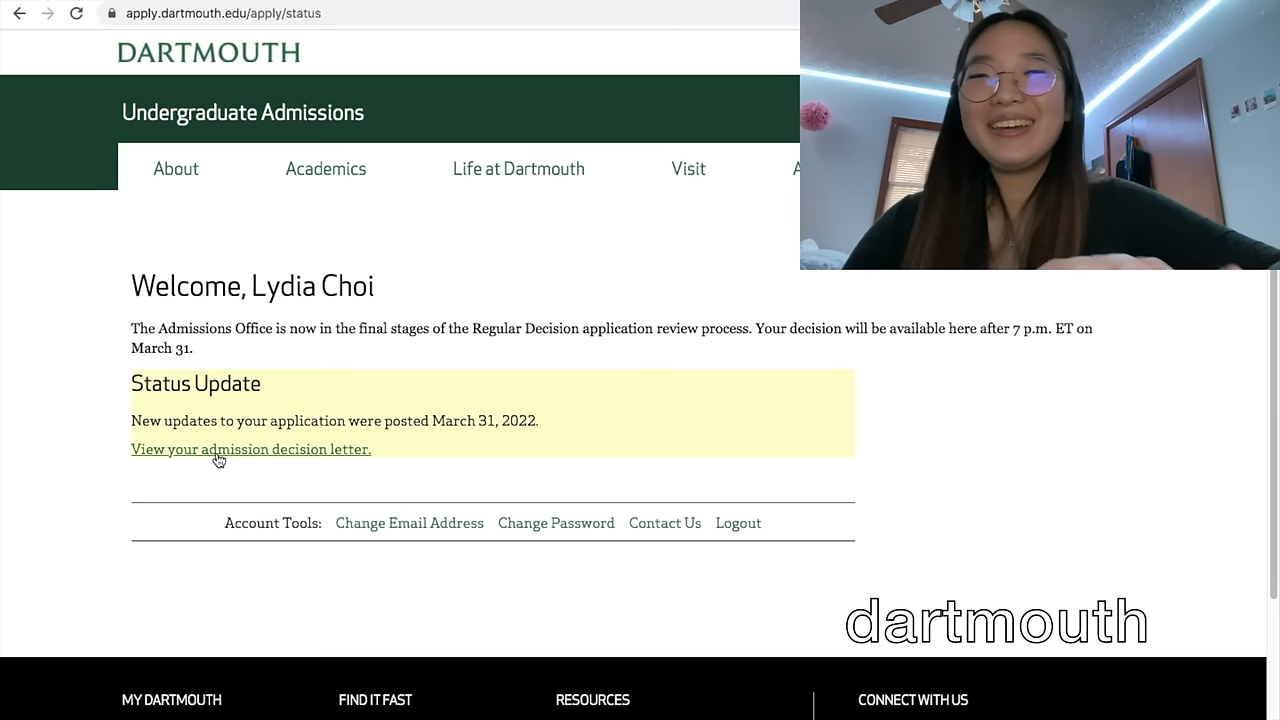 apply.dartmouth.edu/apply/status
DARTMOUTH
Undergraduate Admissions
About Academics Life at Dartmouth Visit A
Welcome, Lydia Choi
The Admissions Office is now in the final stages of the Regular Decision application review process. Your decision will be available here after 7 p.m. ET on
March 31.
Status Update
New updates to your application were posted March 31, 2022.
View your admission decision letter.
Account Tools: Change Email Address Change Password Contact Us Logout
dartmouth
MY DARTMOUTH FIND IT FAST RESOURCES CONNECT WITH US